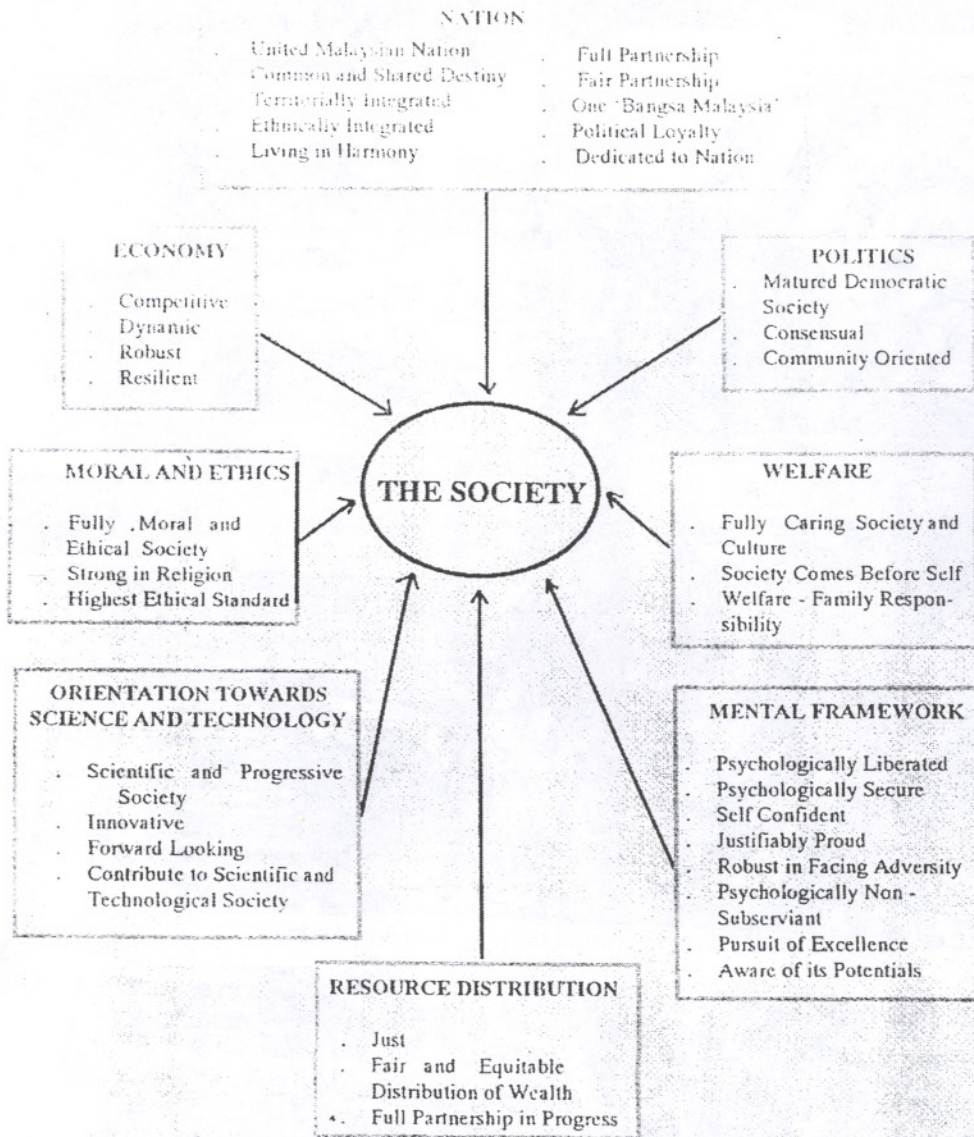 NATION
. United Malaysian Nation
. Common and Shared Destiny
. Territorially Integrated
. Ethnically Integrated
. Living in Harmony
. Full Partnership
. Fair Partnership
. One 'Bangsa Malaysia'
. Political Loyalty
. Dedicated to Nation
ECONOMY
. Competitive
. Dynamic
. Robust
. Resilient
POLITICS
. Matured Democratic
Society
. Consensual
. Community Oriented
THE SOCIETY
MORAL AND ETHICS
. Fully .Moral and
Ethical Society
. Strong in Religion
. Highest Ethical Standard
WELFARE
. Fully Caring Society and
Culture
. Society Comes Before Self
. Welfare - Family Respon-
sibility
ORIENTATION TOWARDS
SCIENCE AND TECHNOLOGY
. Scientific and Progressive
Society
. Innovative
. Forward Looking
. Contribute to Scientific and
Technological Society
MENTAL FRAMEWORK
. Psychologically Liberated
. Psychologically Secure
. Self Confident
. Justifiably Proud
. Robust in Facing Adversity
. Psychologically Non -
Subserviant
. Pursuit of Excellence
. Aware of its Potentials
RESOURCE DISTRIBUTION
. Just
. Fair and Equitable
Distribution of Wealth
. Full Partnership in Progress